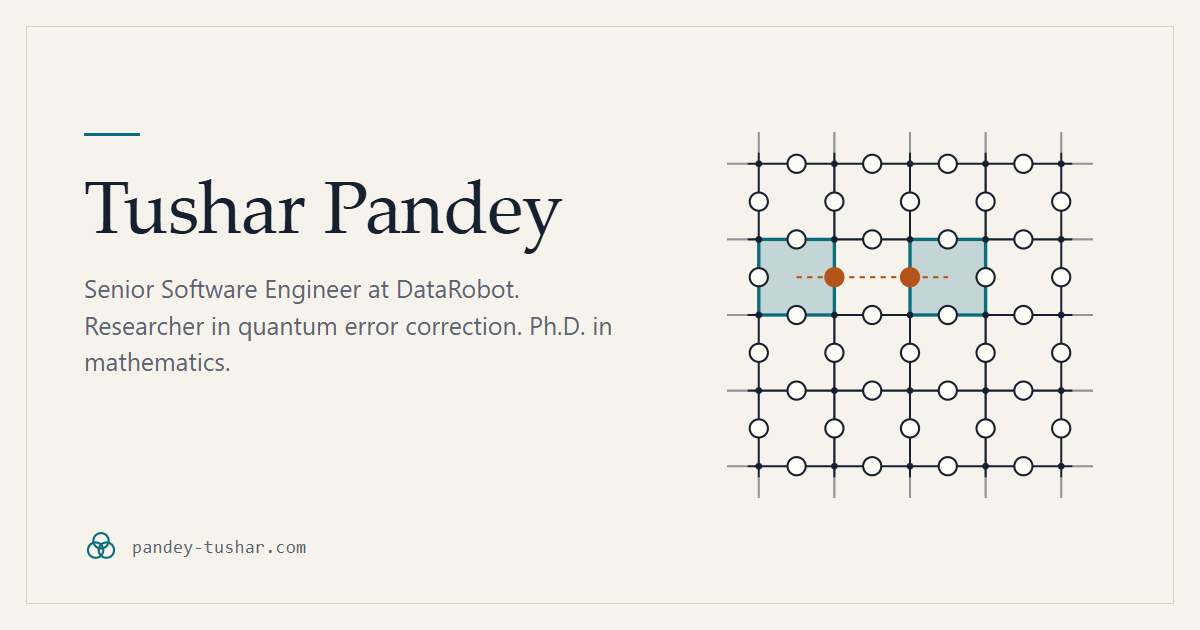 Tushar Pandey
Senior Software Engineer at DataRobot.
Researcher in quantum error correction. Ph.D. in
mathematics.
pandey-tushar.com